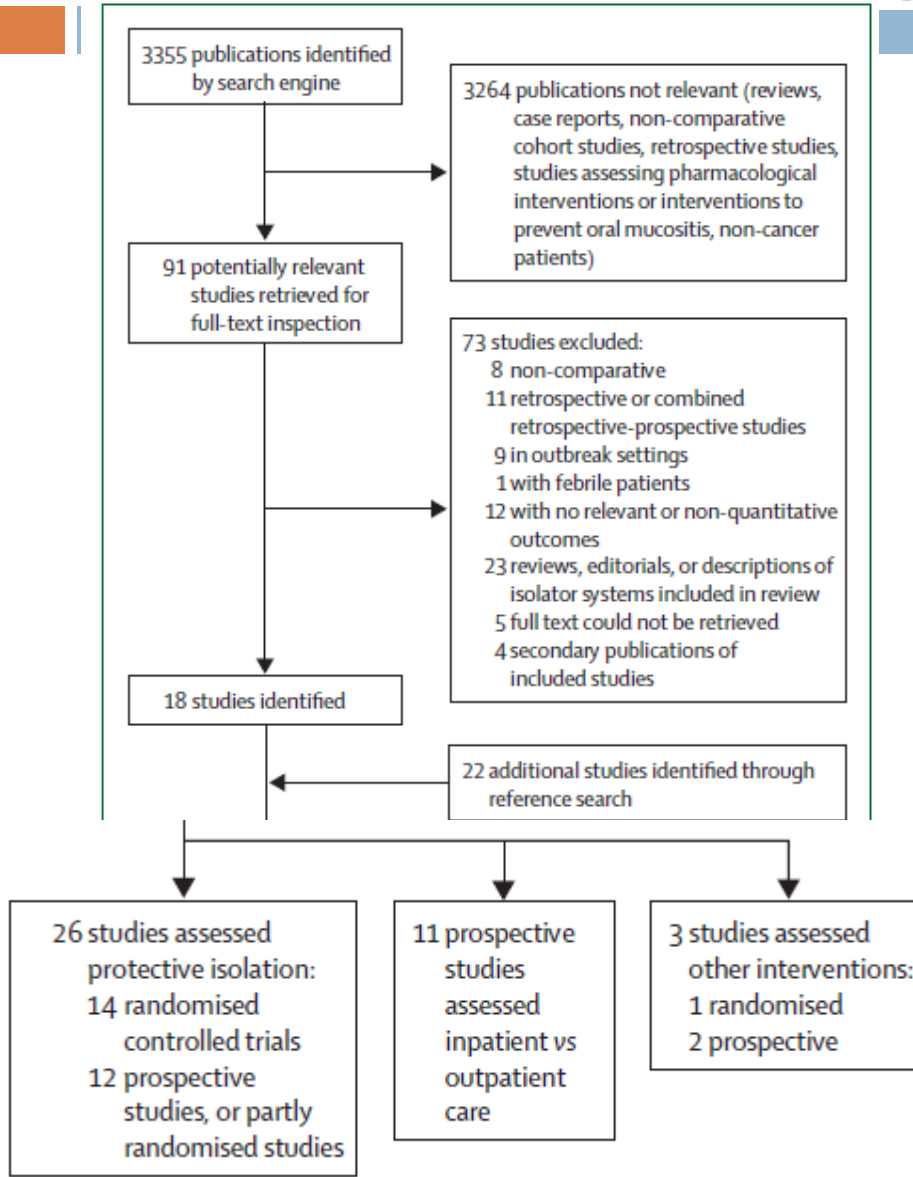 3355 publications identified
by search engine
3264 publications not relevant (reviews,
case reports, non-comparative
cohort studies, retrospective studies,
studies assessing pharmacological
interventions or interventions to
prevent oral mucositis, non-cancer
patients)
91 potentially relevant
studies retrieved for
full-text inspection
73 studies excluded:
8 non-comparative
11 retrospective or combined
retrospective-prospective studies
9 in outbreak settings
1 with febrile patients
12 with no relevant or non-quantitative
outcomes
23 reviews, editorials, or descriptions of
isolator systems included in review
5 full text could not be retrieved
4 secondary publications of
included studies
18 studies identified
22 additional studies identified through
reference search
26 studies assessed
protective isolation:
14 randomised
controlled trials
12 prospective
studies, or partly
randomised studies
11 prospective
studies
assessed
inpatient vs
outpatient
care
3 studies assessed
other interventions:
1 randomised
2 prospective